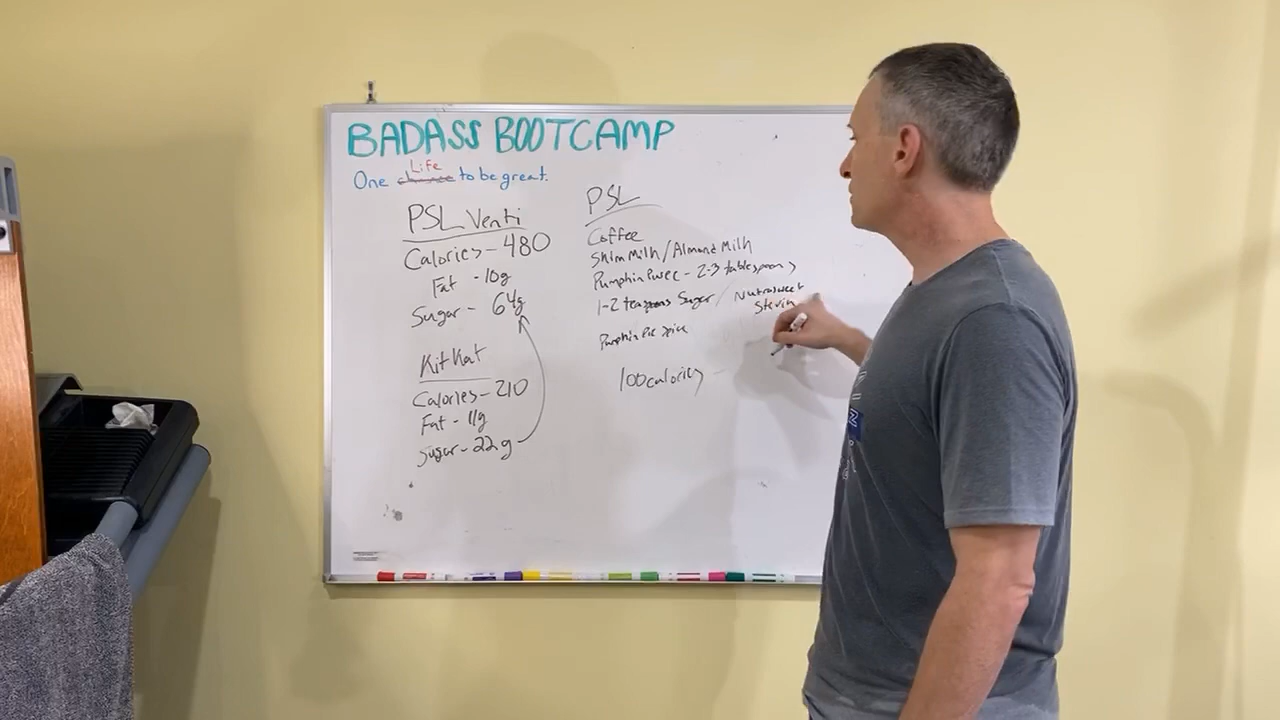 BADASS BOOTCAMP
One chance Life to be great.
PSL Venti
Calories - 480
Fat - 10g
Sugar - 64g
KitKat
Calories - 210
Fat - 11g
Sugar - 22g
PSL
Coffee
Skim Milk / Almond Milk
Pumpkin Puree - 2-3 tablespoons
1-2 teaspoons Sugar / Nutrasweet
Stevia
Pumpkin Pie Spice
100 calories -